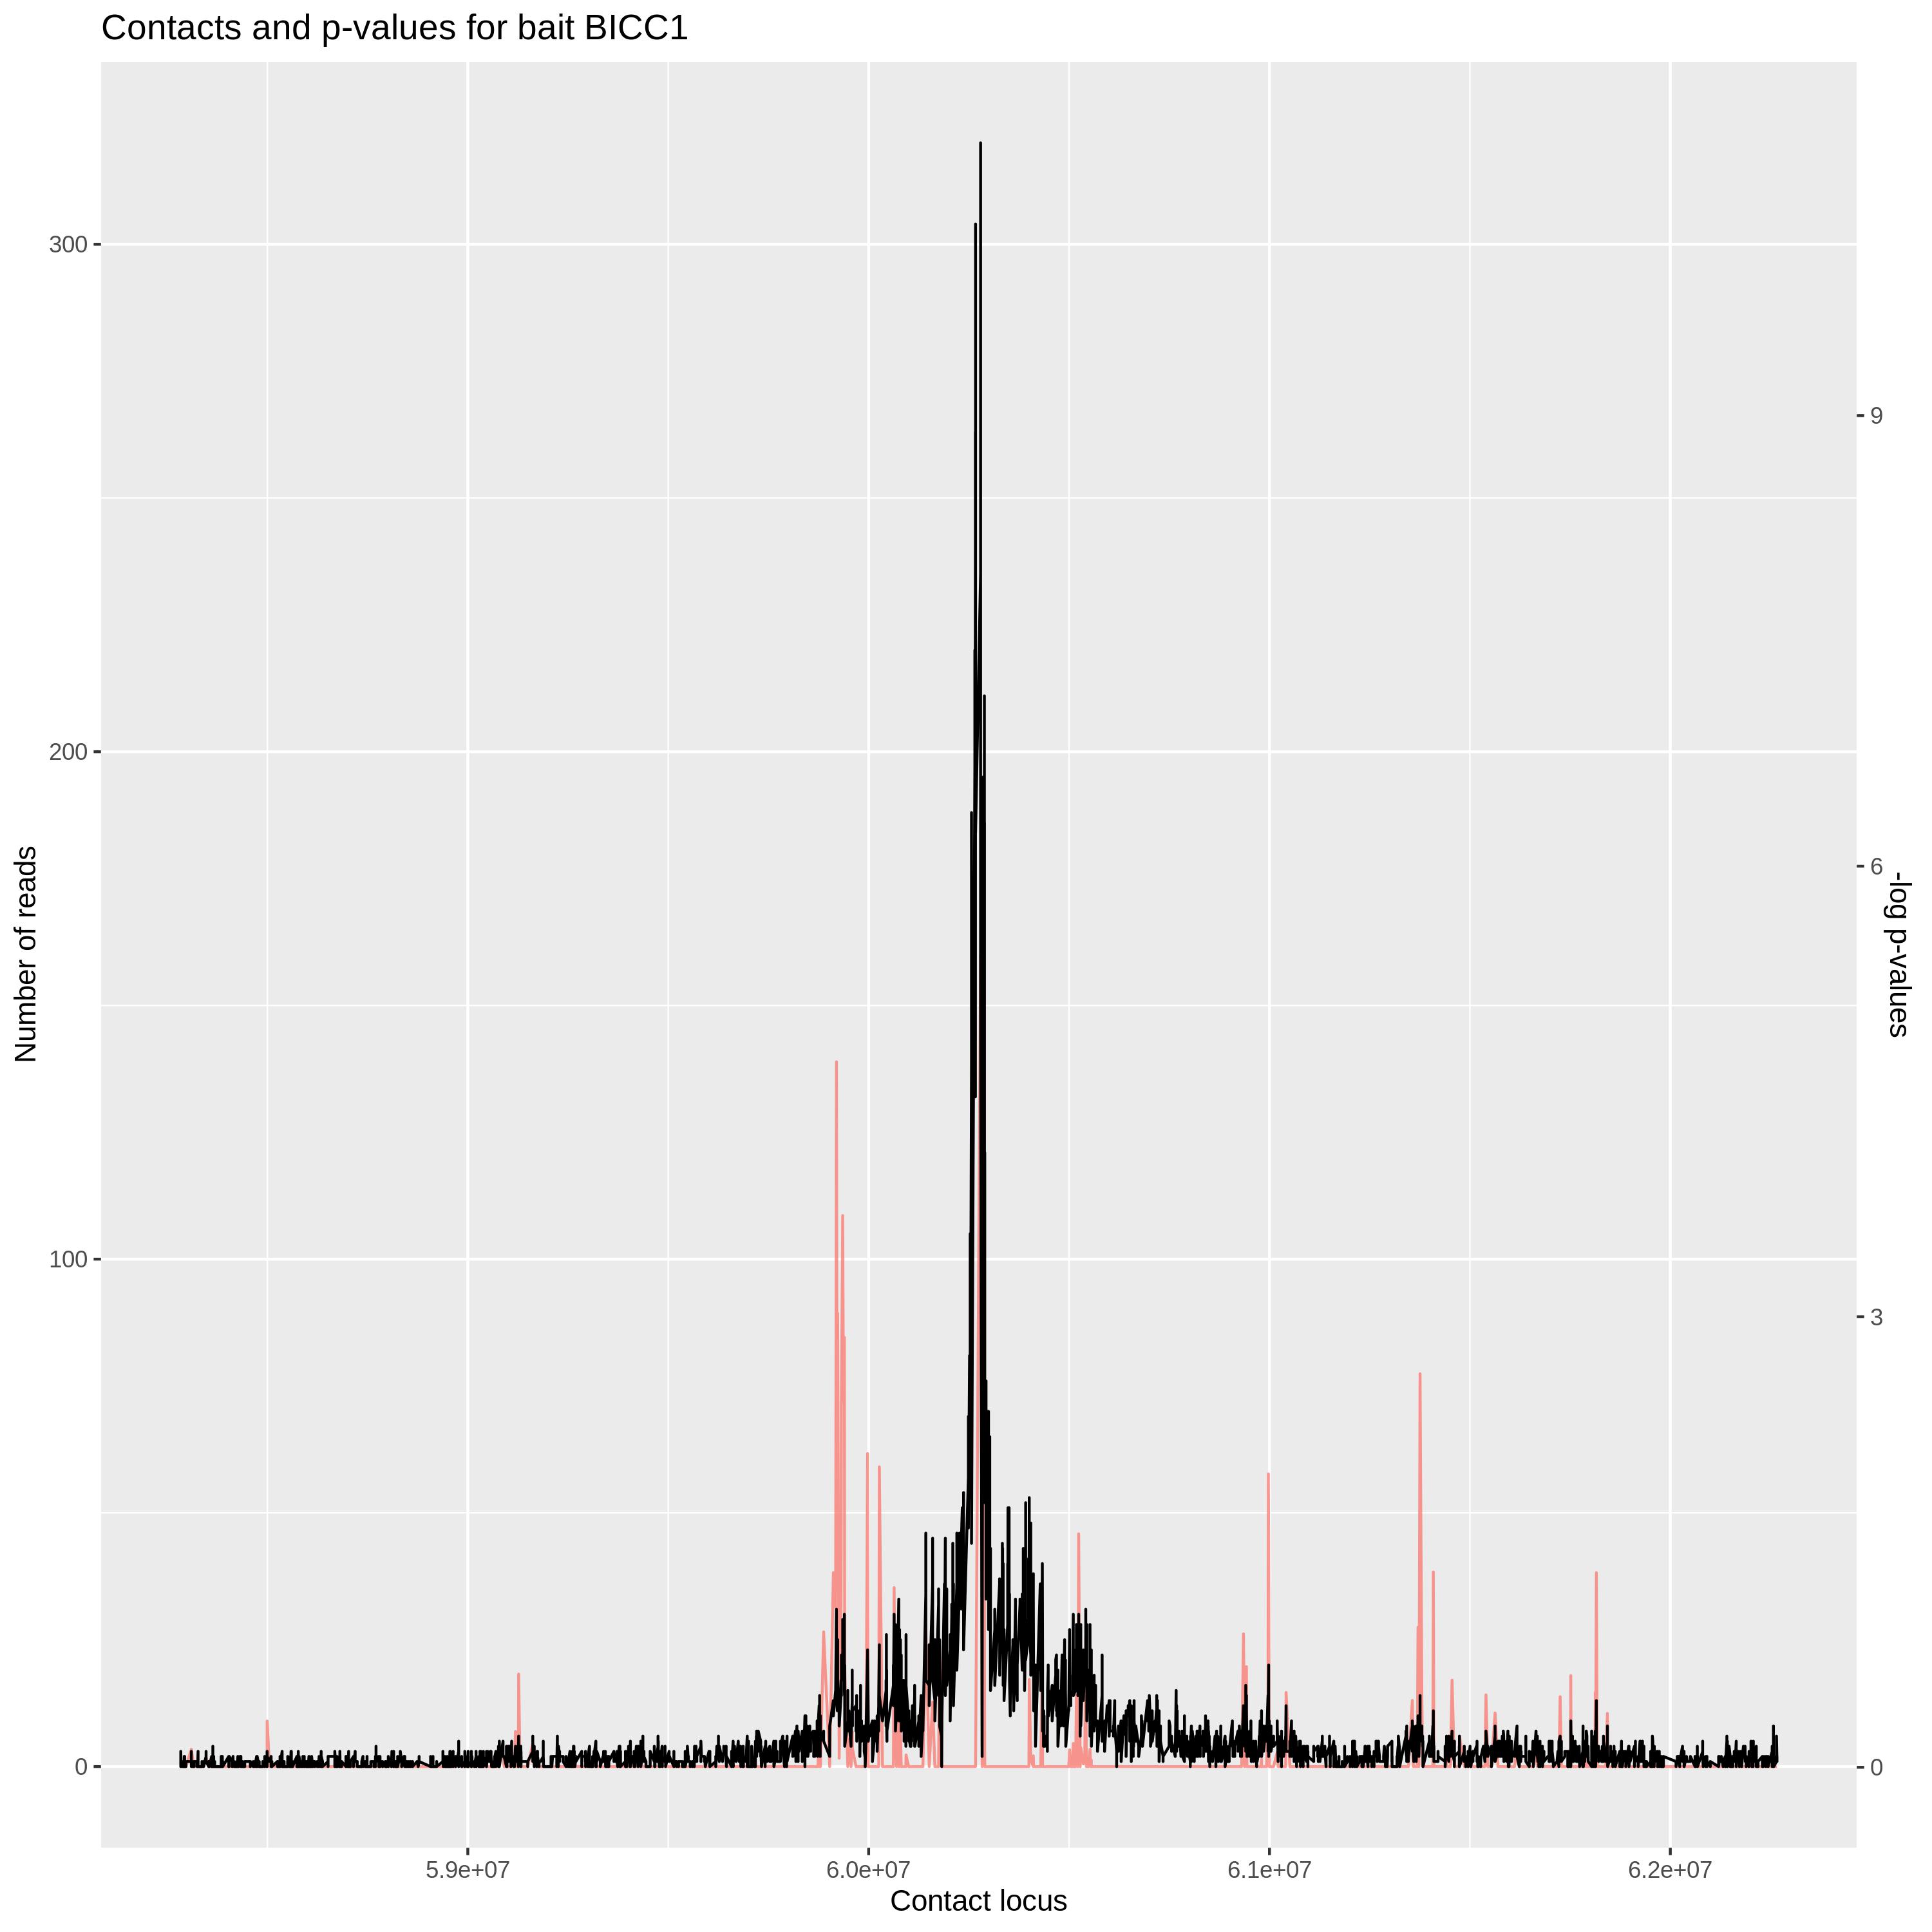 Contacts and p-values for bait BICC1
300
200
100
0
Number of reads
9
6
3
0
-log p-values
5.9e+07
6.0e+07
6.1e+07
6.2e+07
Contact locus